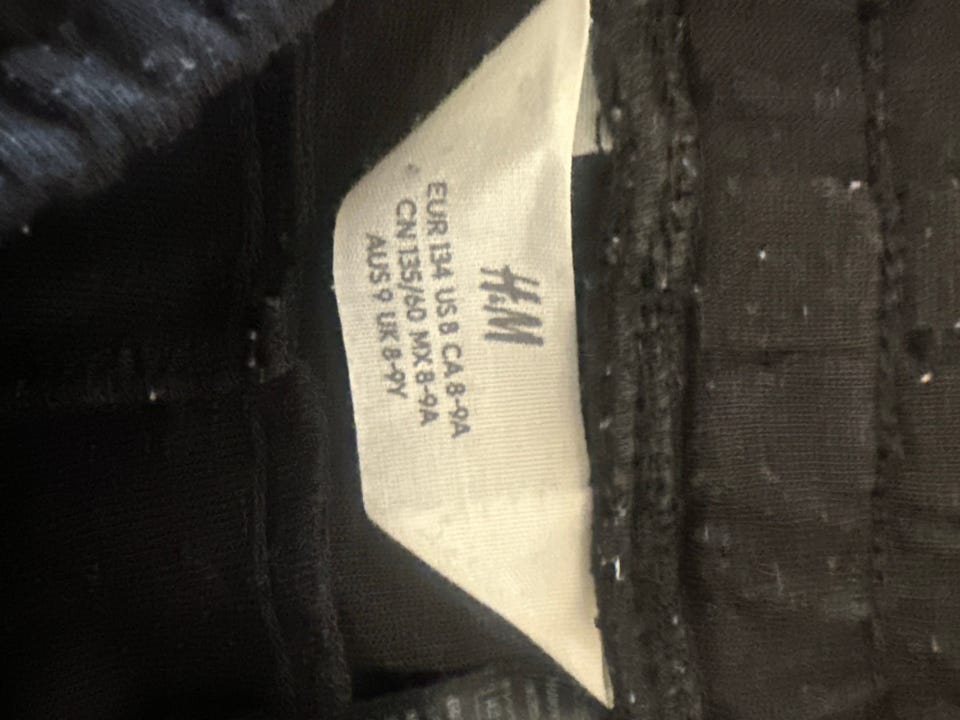 H&M
EUR 134 US 8 CA 8-9A
CN 135/60 MX 8-9A
AUS 9 UK 8-9Y